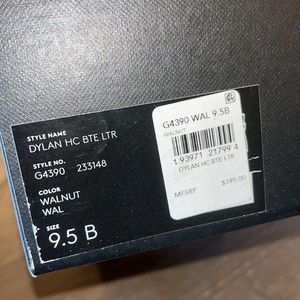 STYLE NAME
DYLAN HC BTE LTR
STYLE NO.
G4390 233148
COLOR
WALNUT
WAL
SIZE
9.5 B
G4390 WAL 9.5B
WALNUT
1 93971 21799 4
DYLAN HC BTE LTR
MFSRP
$195.00